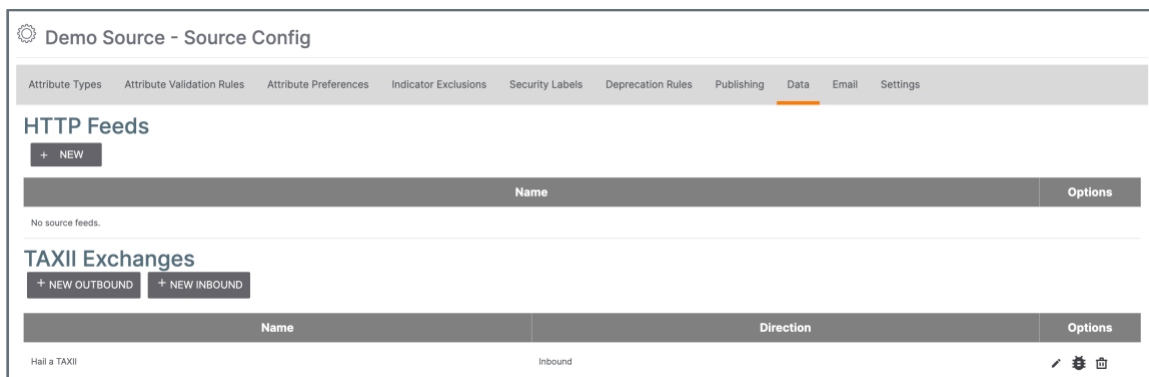 Demo Source - Source Config
Attribute Types Attribute Validation Rules Attribute Preferences Indicator Exclusions Security Labels Deprecation Rules Publishing Data Email Settings
HTTP Feeds
+ NEW
Name Options
No source feeds.
TAXII Exchanges
+ NEW OUTBOUND + NEW INBOUND
Name Direction Options
Hail a TAXII Inbound